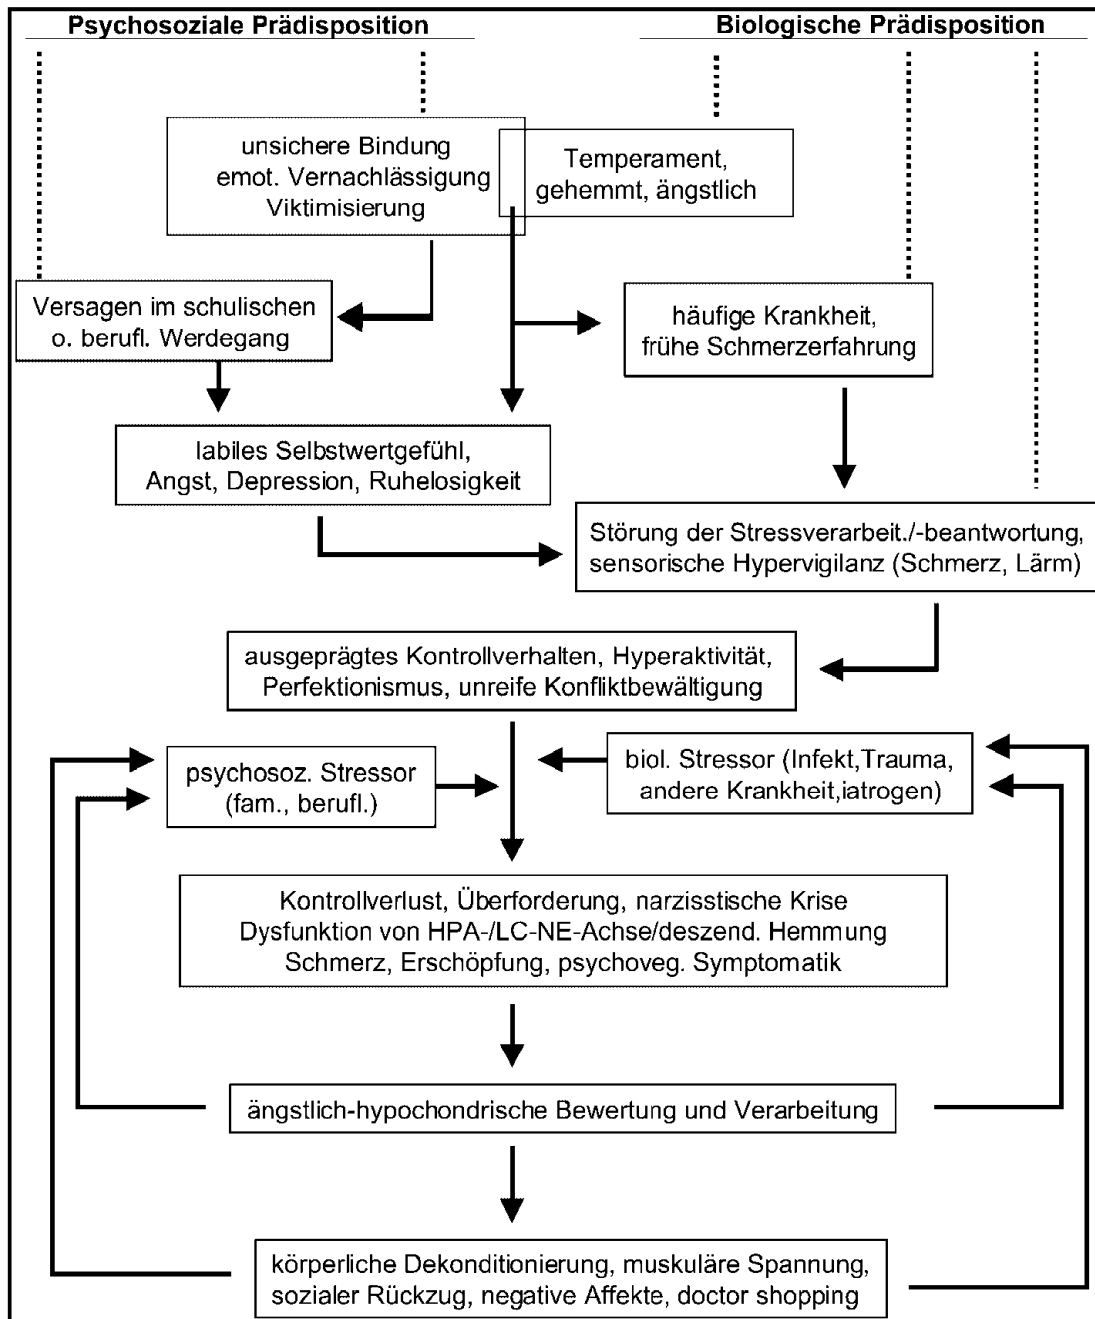 Psychosoziale Prädisposition
Biologische Prädisposition
unsichere Bindung
emot. Vernachlässigung
Viktimisierung
Temperament,
gehemmt, ängstlich
Versagen im schulischen
o. berufl. Werdegang
häufige Krankheit,
frühe Schmerzerfahrung
labiles Selbstwertgefühl,
Angst, Depression, Ruhelosigkeit
Störung der Stressverarbeit./-beantwortung,
sensorische Hypervigilanz (Schmerz, Lärm)
ausgeprägtes Kontrollverhalten, Hyperaktivität,
Perfektionismus, unreife Konfliktbewältigung
psychosoz. Stressor
(fam., berufl.)
biol. Stressor (Infekt,Trauma,
andere Krankheit,iatrogen)
Kontrollverlust, Überforderung, narzisstische Krise
Dysfunktion von HPA-/LC-NE-Achse/deszend. Hemmung
Schmerz, Erschöpfung, psychoveg. Symptomatik
ängstlich-hypochondrische Bewertung und Verarbeitung
körperliche Dekonditionierung, muskuläre Spannung,
sozialer Rückzug, negative Affekte, doctor shopping